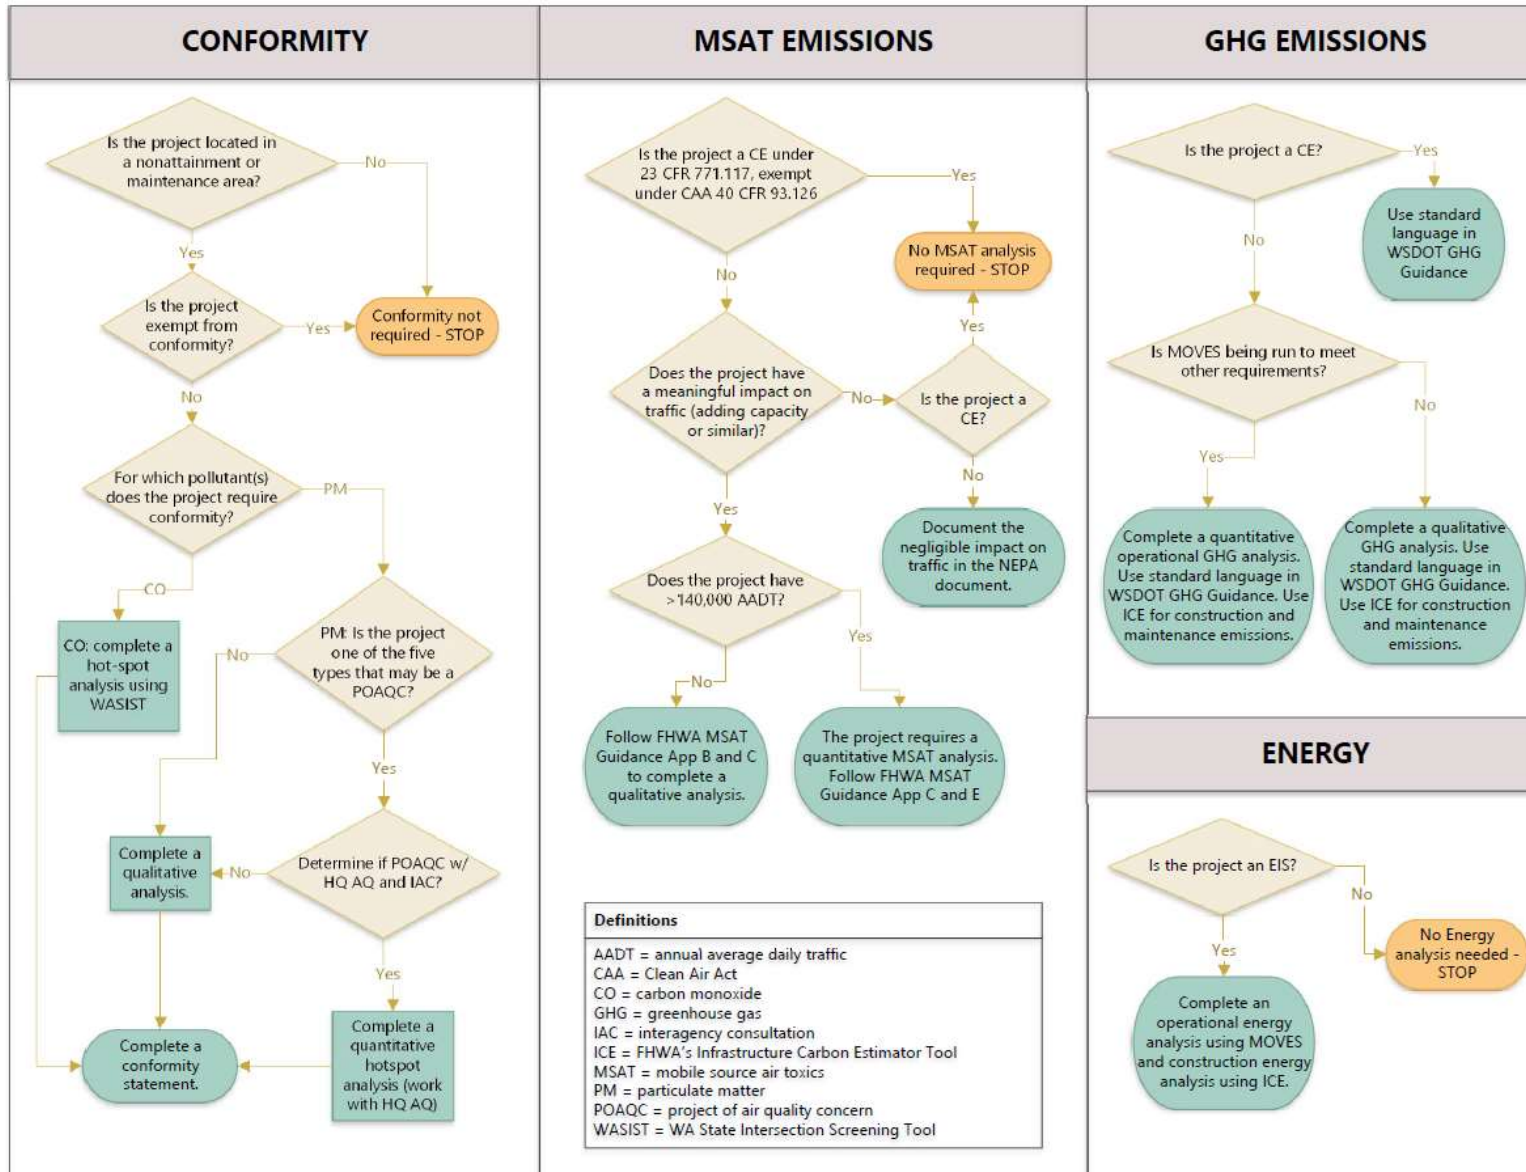 CONFORMITY
Is the project located in
a nonattainment or
maintenance area?
No
Yes
Is the project
exempt from
conformity?
Yes
Conformity not
required - STOP
No
For which pollutant(s)
does the project require
conformity?
PM
CO
CO: complete a
hot-spot
analysis using
WASIST
PM: Is the project
one of the five
types that may be a
POAQC?
No
Yes
Complete a
qualitative
analysis.
No
Determine if POAQC w/
HQ AQ and IAC?
Yes
Complete a
conformity
statement.
Complete a
quantitative
hotspot
analysis (work
with HQ AQ)
MSAT EMISSIONS
Is the project a CE under
23 CFR 771.117, exempt
under CAA 40 CFR 93.126
Yes
No MSAT analysis
required - STOP
No
Does the project have
a meaningful impact on
traffic (adding capacity
or similar)?
No
Yes
Is the project a
CE?
No
Document the
negligible impact on
traffic in the NEPA
document.
Yes
Does the project have
>140,000 AADT?
Yes
No
Follow FHWA MSAT
Guidance App B and C
to complete a
qualitative analysis.
The project requires a
quantitative MSAT analysis.
Follow FHWA MSAT
Guidance App C and E
Definitions
AADT = annual average daily traffic
CAA = Clean Air Act
CO = carbon monoxide
GHG = greenhouse gas
IAC = interagency consultation
ICE = FHWA's Infrastructure Carbon Estimator Tool
MSAT = mobile source air toxics
PM = particulate matter
POAQC = project of air quality concern
WASIST = WA State Intersection Screening Tool
GHG EMISSIONS
Is the project a CE?
Yes
Use standard
language in
WSDOT GHG
Guidance
No
Is MOVES being run to meet
other requirements?
No
Yes
Complete a quantitative
operational GHG analysis.
Use standard language in
WSDOT GHG Guidance. Use
ICE for construction and
maintenance emissions.
Complete a qualitative
GHG analysis. Use
standard language in
WSDOT GHG Guidance.
Use ICE for construction
and maintenance
emissions.
ENERGY
Is the project an EIS?
No
No Energy
analysis needed -
STOP
Yes
Complete an
operational energy
analysis using MOVES
and construction energy
analysis using ICE.